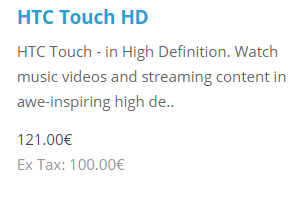 HTC Touch HD
HTC Touch - in High Definition. Watch
music videos and streaming content in
awe-inspiring high de..
121.00€
Ex Tax: 100.00€